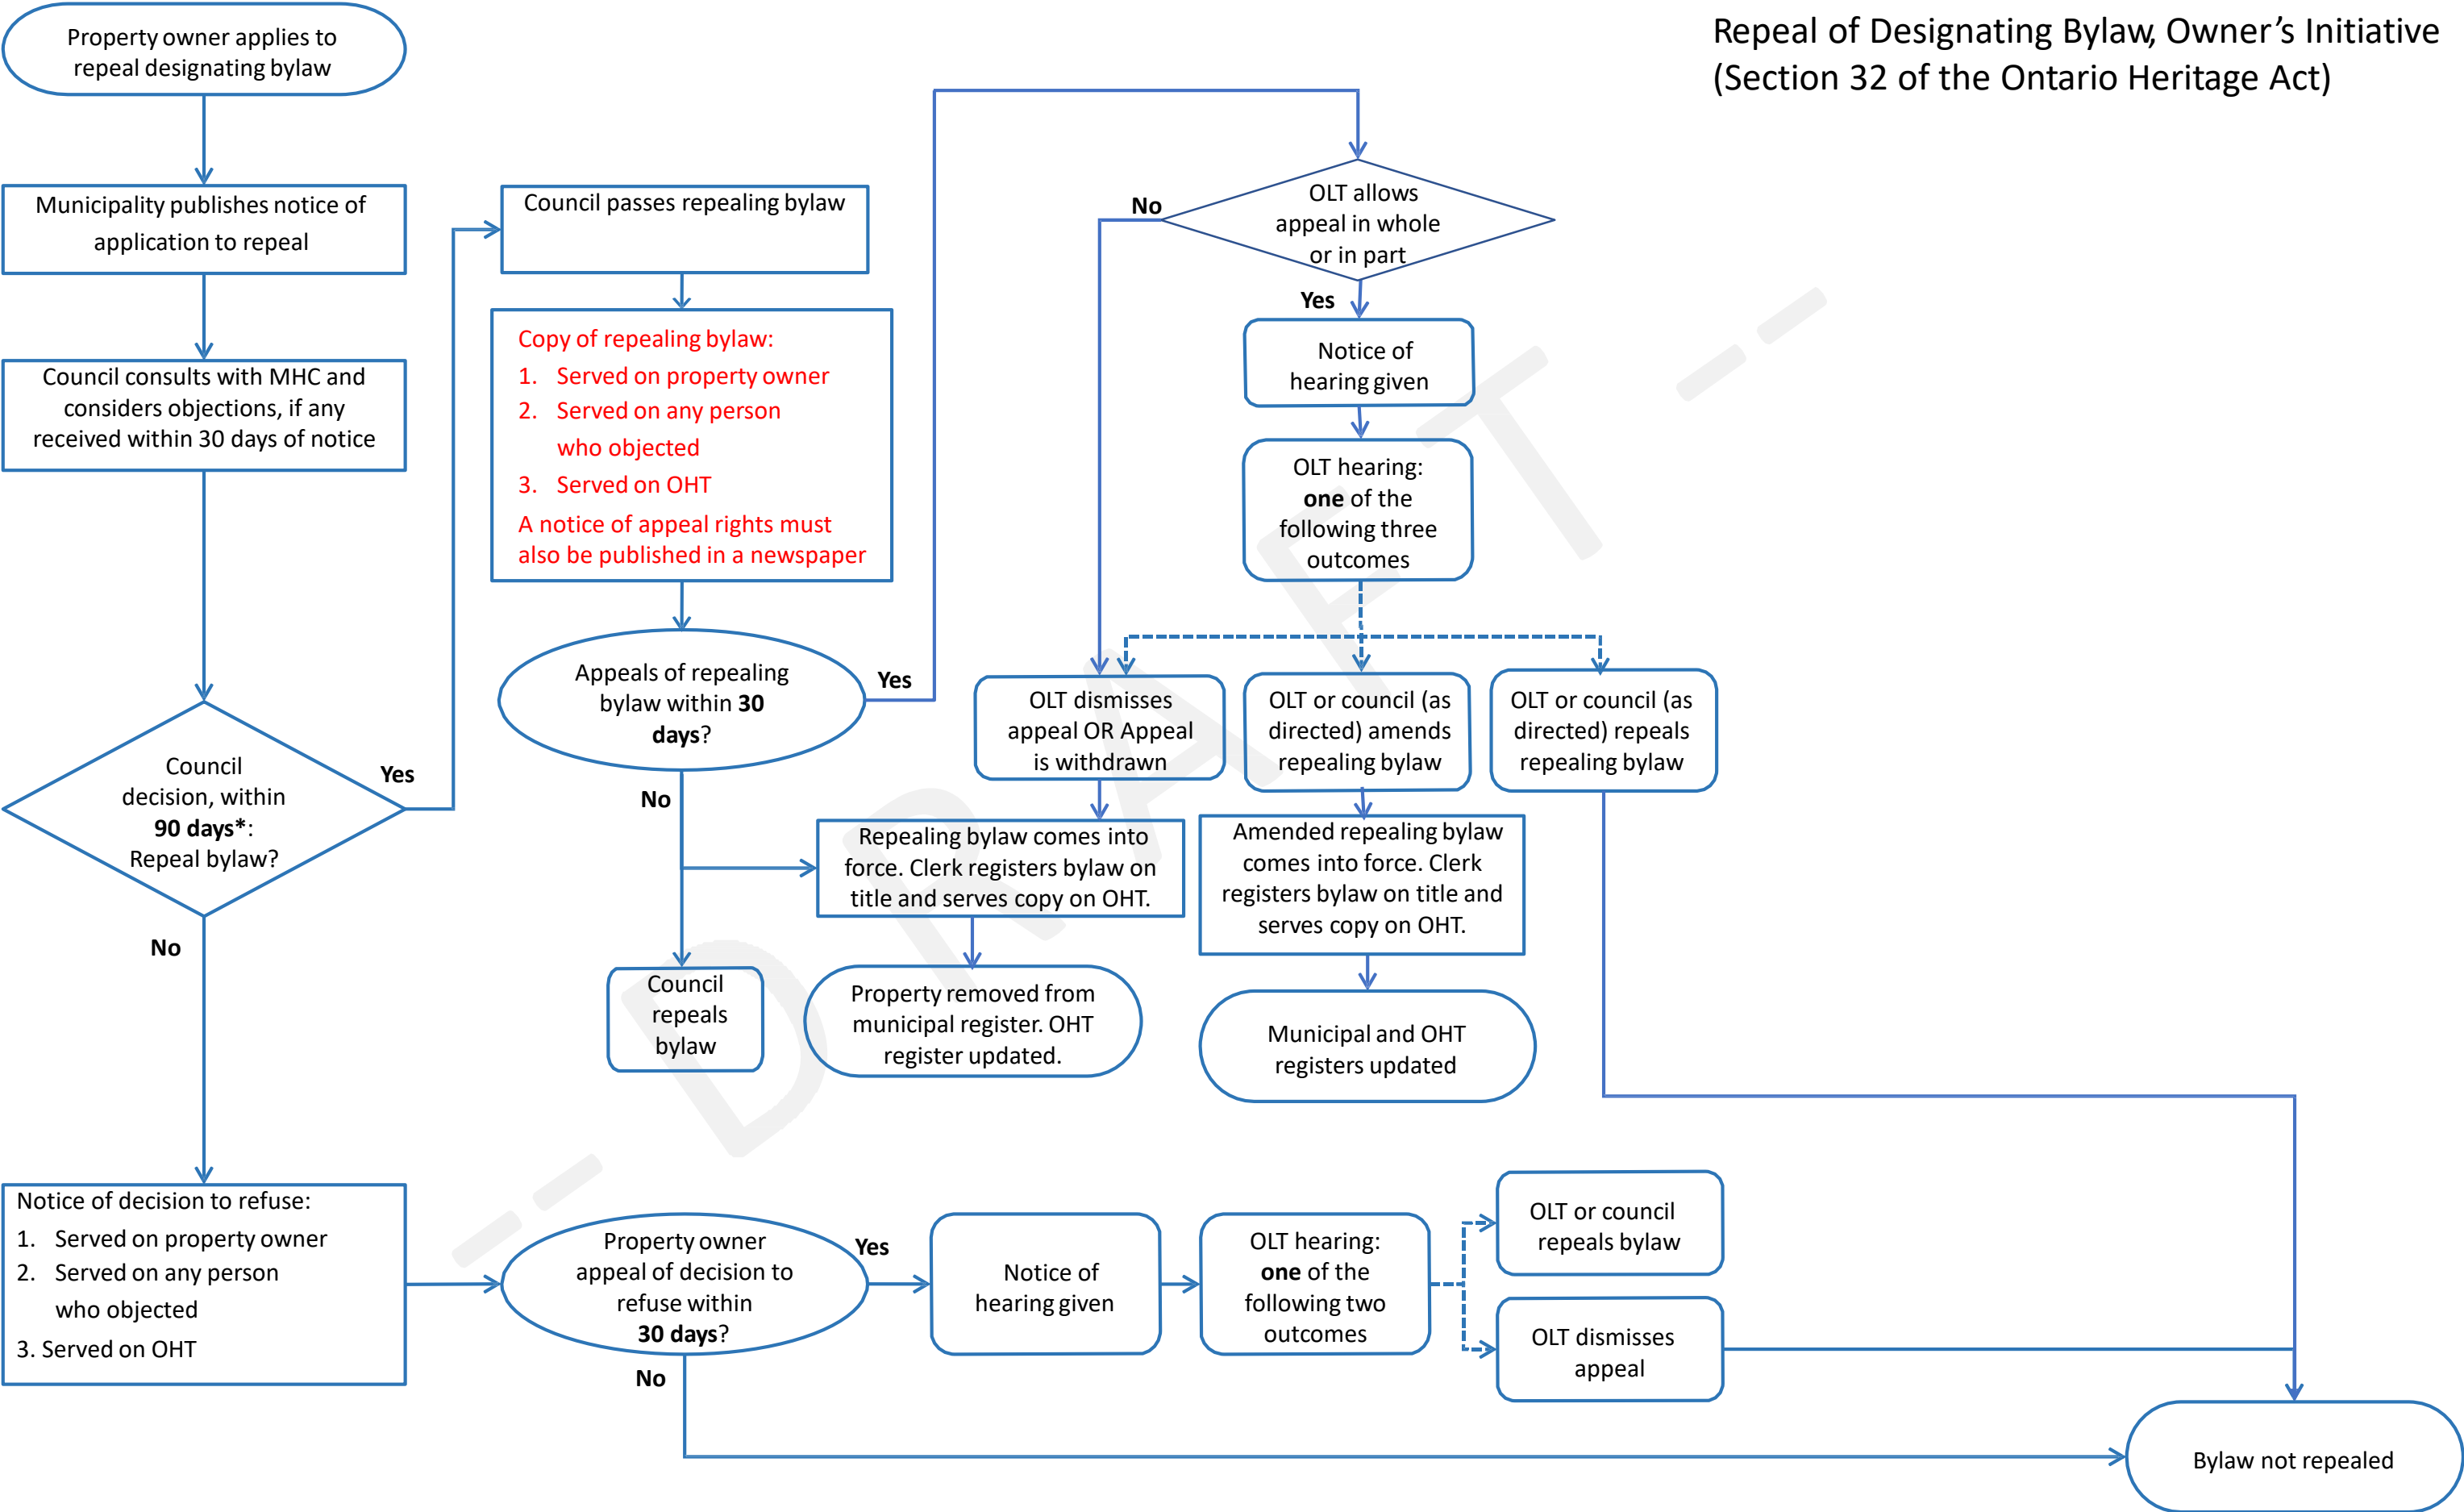 Repeal of Designating Bylaw, Owner's Initiative
(Section 32 of the Ontario Heritage Act)
Property owner applies to
repeal designating bylaw
Municipality publishes notice of
application to repeal
Council consults with MHC and
considers objections, if any
received within 30 days of notice
Council
decision, within
90 days*:
Repeal bylaw?
Yes
No
Council passes repealing bylaw
Copy of repealing bylaw:
1. Served on property owner
2. Served on any person
who objected
3. Served on OHT
A notice of appeal rights must
also be published in a newspaper
Appeals of repealing
bylaw within 30
days?
Yes
No
Council
repeals
bylaw
OLT allows
appeal in whole
or in part
No
Yes
Notice of
hearing given
OLT hearing:
one of the
following three
outcomes
OLT dismisses
appeal OR Appeal
is withdrawn
OLT or council (as
directed) amends
repealing bylaw
OLT or council (as
directed) repeals
repealing bylaw
Repealing bylaw comes into
force. Clerk registers bylaw on
title and serves copy on OHT.
Amended repealing bylaw
comes into force. Clerk
registers bylaw on title and
serves copy on OHT.
Property removed from
municipal register. OHT
register updated.
Municipal and OHT
registers updated
Notice of decision to refuse:
1. Served on property owner
2. Served on any person
who objected
3. Served on OHT
Property owner
appeal of decision to
refuse within
30 days?
Yes
No
Notice of
hearing given
OLT hearing:
one of the
following two
outcomes
OLT or council
repeals bylaw
OLT dismisses
appeal
Bylaw not repealed
-- DRAFT --